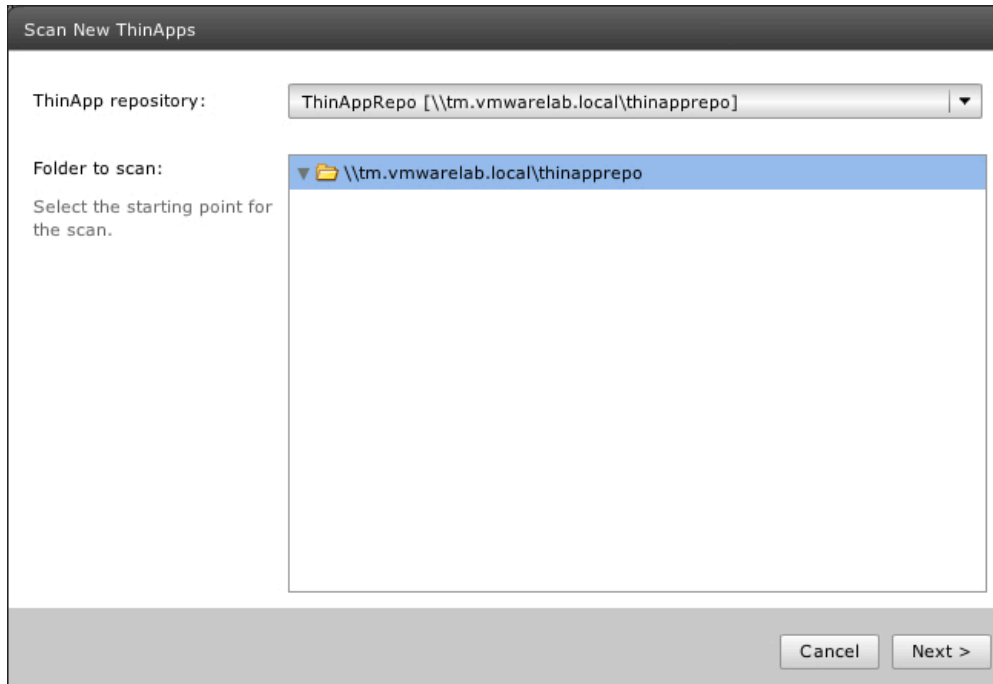 Scan New ThinApps
ThinApp repository:
ThinAppRepo [\\tm.vmwarelab.local\thinapprepo]
Folder to scan:
\\tm.vmwarelab.local\thinapprepo
Select the starting point for
the scan.
Cancel
Next >